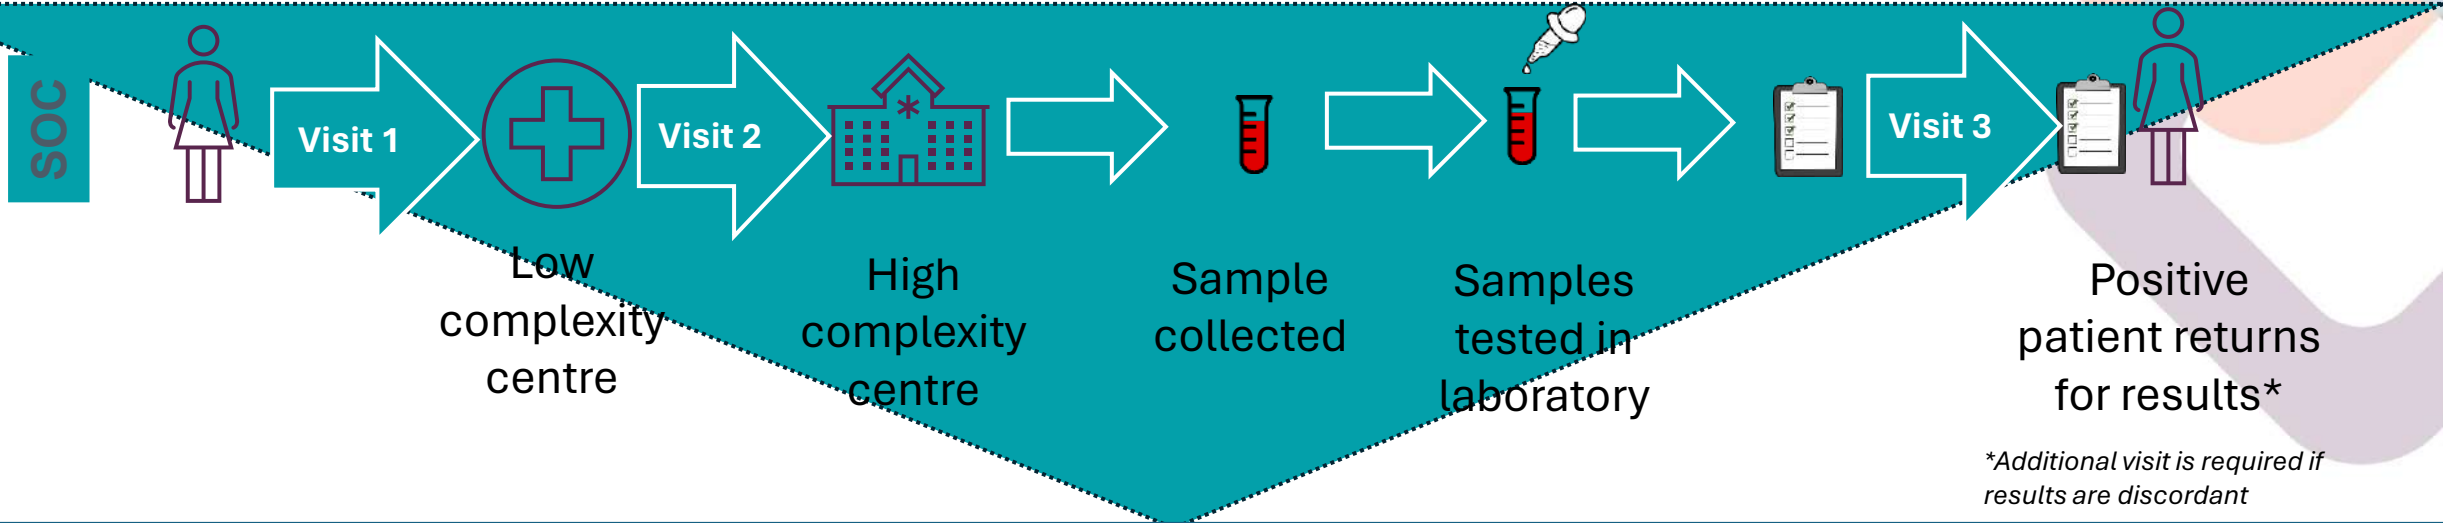 SOC
Visit 1
Visit 2
Visit 3
Low
complexity
centre
High
complexity
centre
Sample
collected
Samples
tested in
laboratory
Positive
patient returns
for results*
*Additional visit is required if
results are discordant